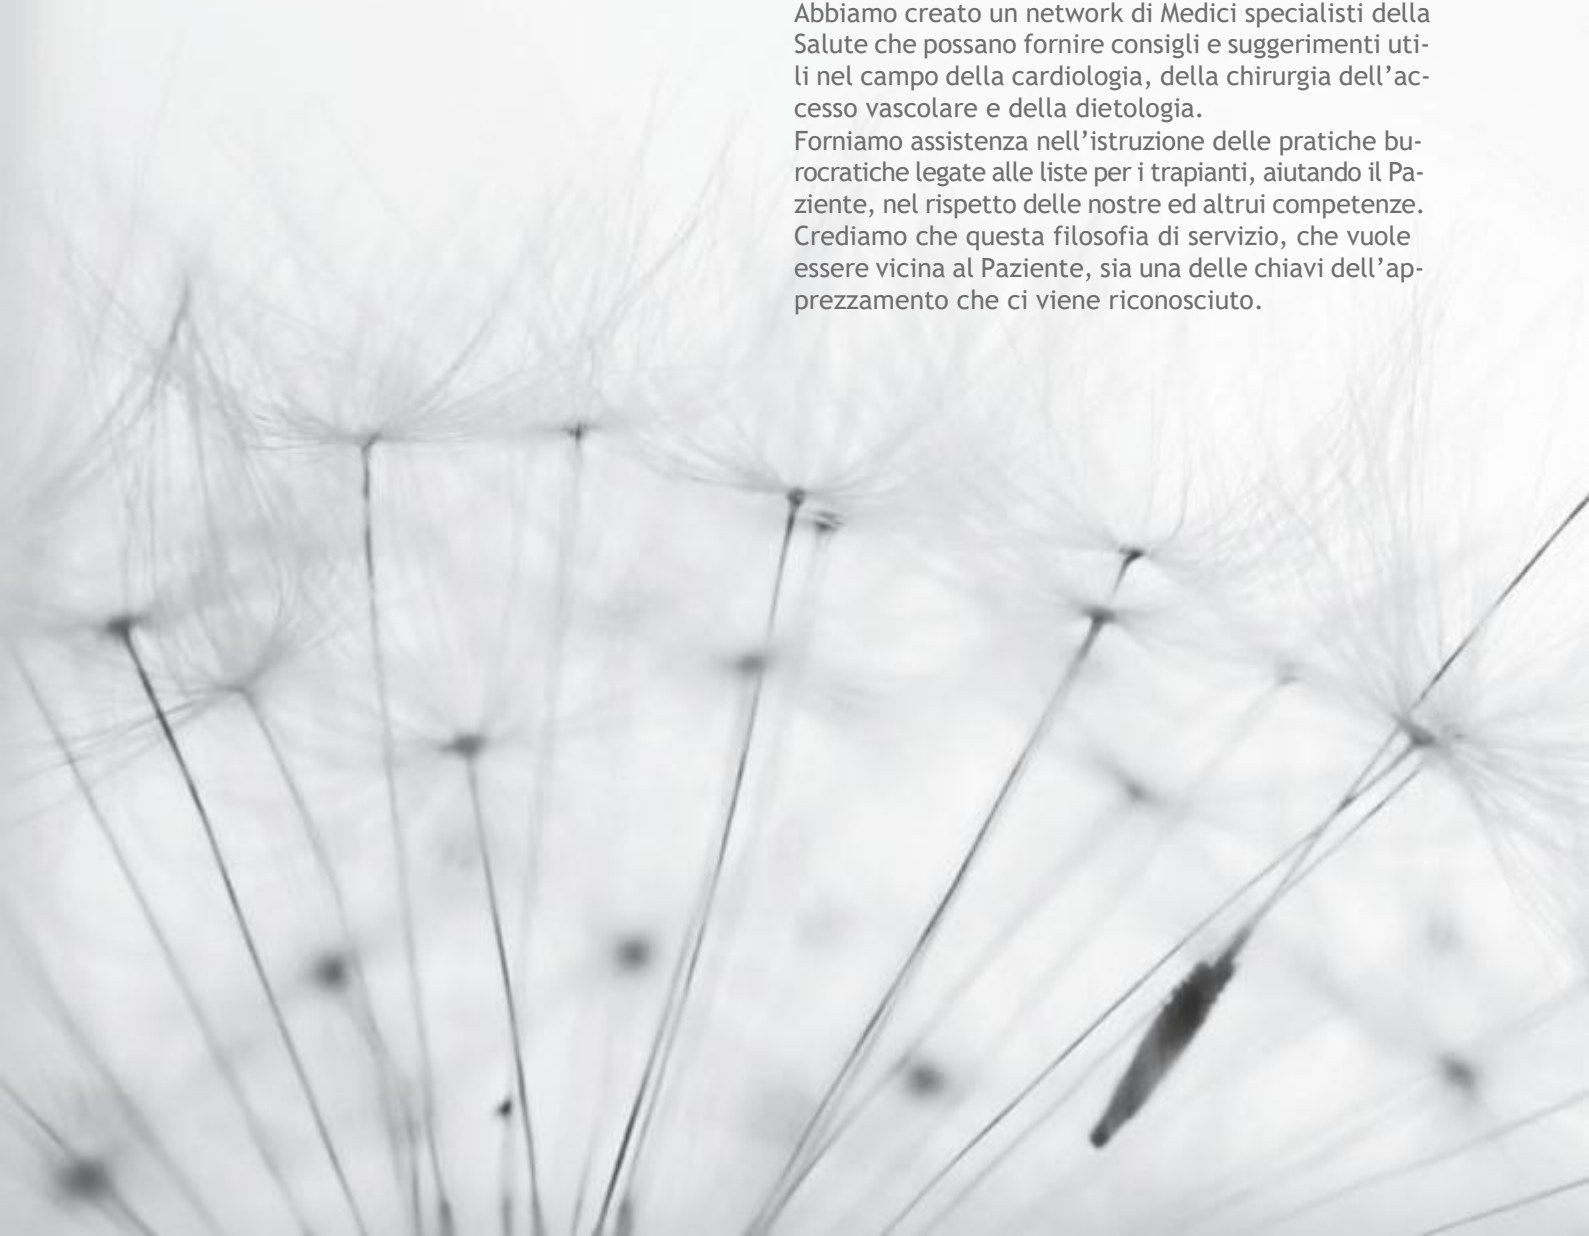 Abbiamo creato un network di Medici specialisti della
Salute che possano fornire consigli e suggerimenti uti-
li nel campo della cardiologia, della chirurgia dell’ac-
cesso vascolare e della dietologia.
Forniamo assistenza nell’istruzione delle pratiche bu-
rocratiche legate alle liste per i trapianti, aiutando il Pa-
ziente, nel rispetto delle nostre ed altrui competenze.
Crediamo che questa filosofia di servizio, che vuole
essere vicina al Paziente, sia una delle chiavi dell’ap-
prezzamento che ci viene riconosciuto.